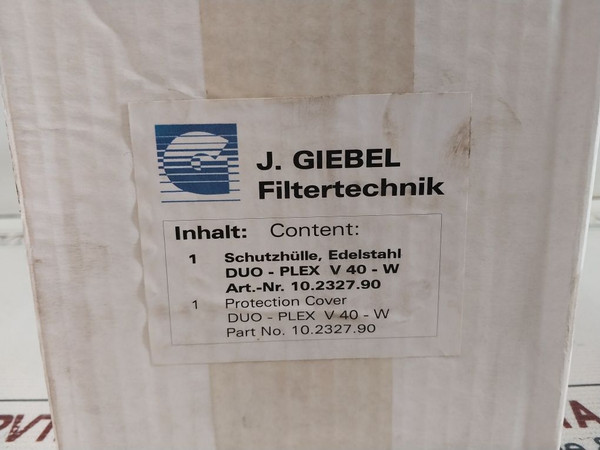 J. GIEBEL
Filtertechnik
Inhalt: Content:
1 Schutzhülle, Edelstahl
DUO - PLEX V 40 - W
Art.-Nr. 10.2327.90
1 Protection Cover
DUO - PLEX V 40 - W
Part No. 10.2327.90